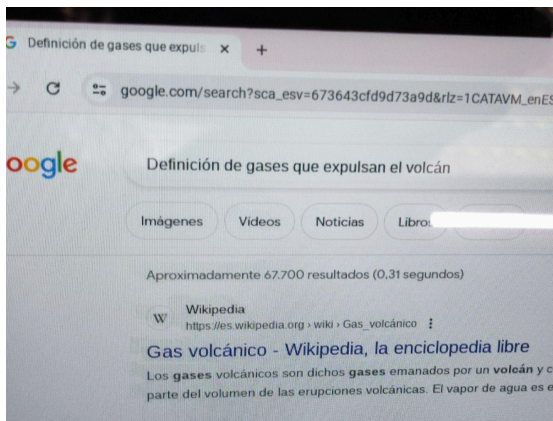 Definición de gases que expuls
google.com/search?sca_esv=673643cfd9d73a9d&rlz=1CATAVM_enES
oogle
Definición de gases que expulsan el volcán
Imágenes
Vídeos
Noticias
Libros
Aproximadamente 67.700 resultados (0,31 segundos)
W
Wikipedia
https://es.wikipedia.org › wiki › Gas_volcánico
Gas volcánico - Wikipedia, la enciclopedia libre
Los gases volcánicos son dichos gases emanados por un volcán y c
parte del volumen de las erupciones volcánicas. El vapor de agua es e